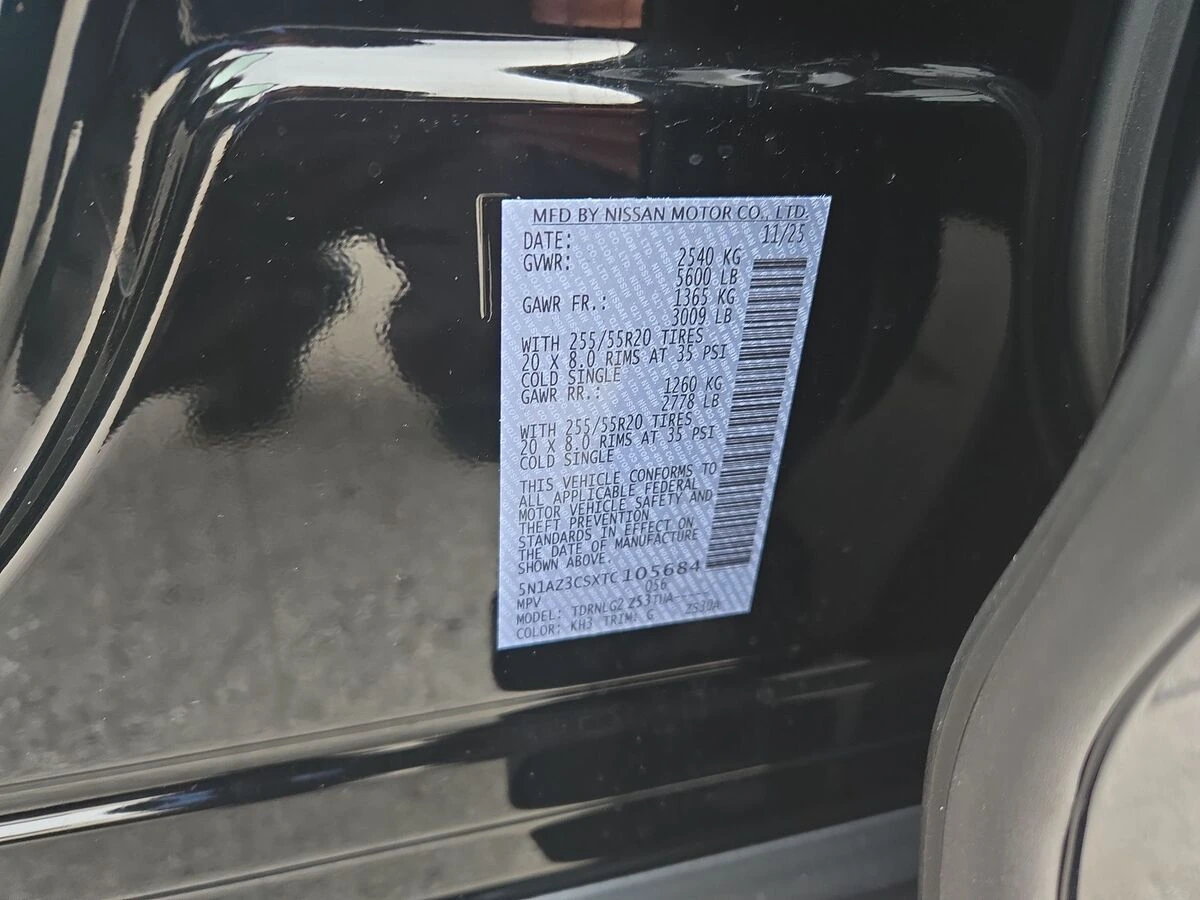 MFD BY NISSAN MOTOR CO., LTD.
DATE: 11/25
GVWR: 2540 KG
5600 LB
GAWR FR.: 1365 KG
3009 LB
WITH 255/55R20 TIRES
20 X 8.0 RIMS AT 35 PSI
COLD SINGLE
GAWR RR.: 1260 KG
2778 LB
WITH 255/55R20 TIRES
20 X 8.0 RIMS AT 35 PSI
COLD SINGLE
THIS VEHICLE CONFORMS TO
ALL APPLICABLE FEDERAL
MOTOR VEHICLE SAFETY AND
THEFT PREVENTION
STANDARDS IN EFFECT ON
THE DATE OF MANUFACTURE
SHOWN ABOVE.
5N1AZ3CSXTC105684
MPV 056
MODEL: TDRNLG2 Z53TUA-----
COLOR: KH3 TRIM: G ZS30A